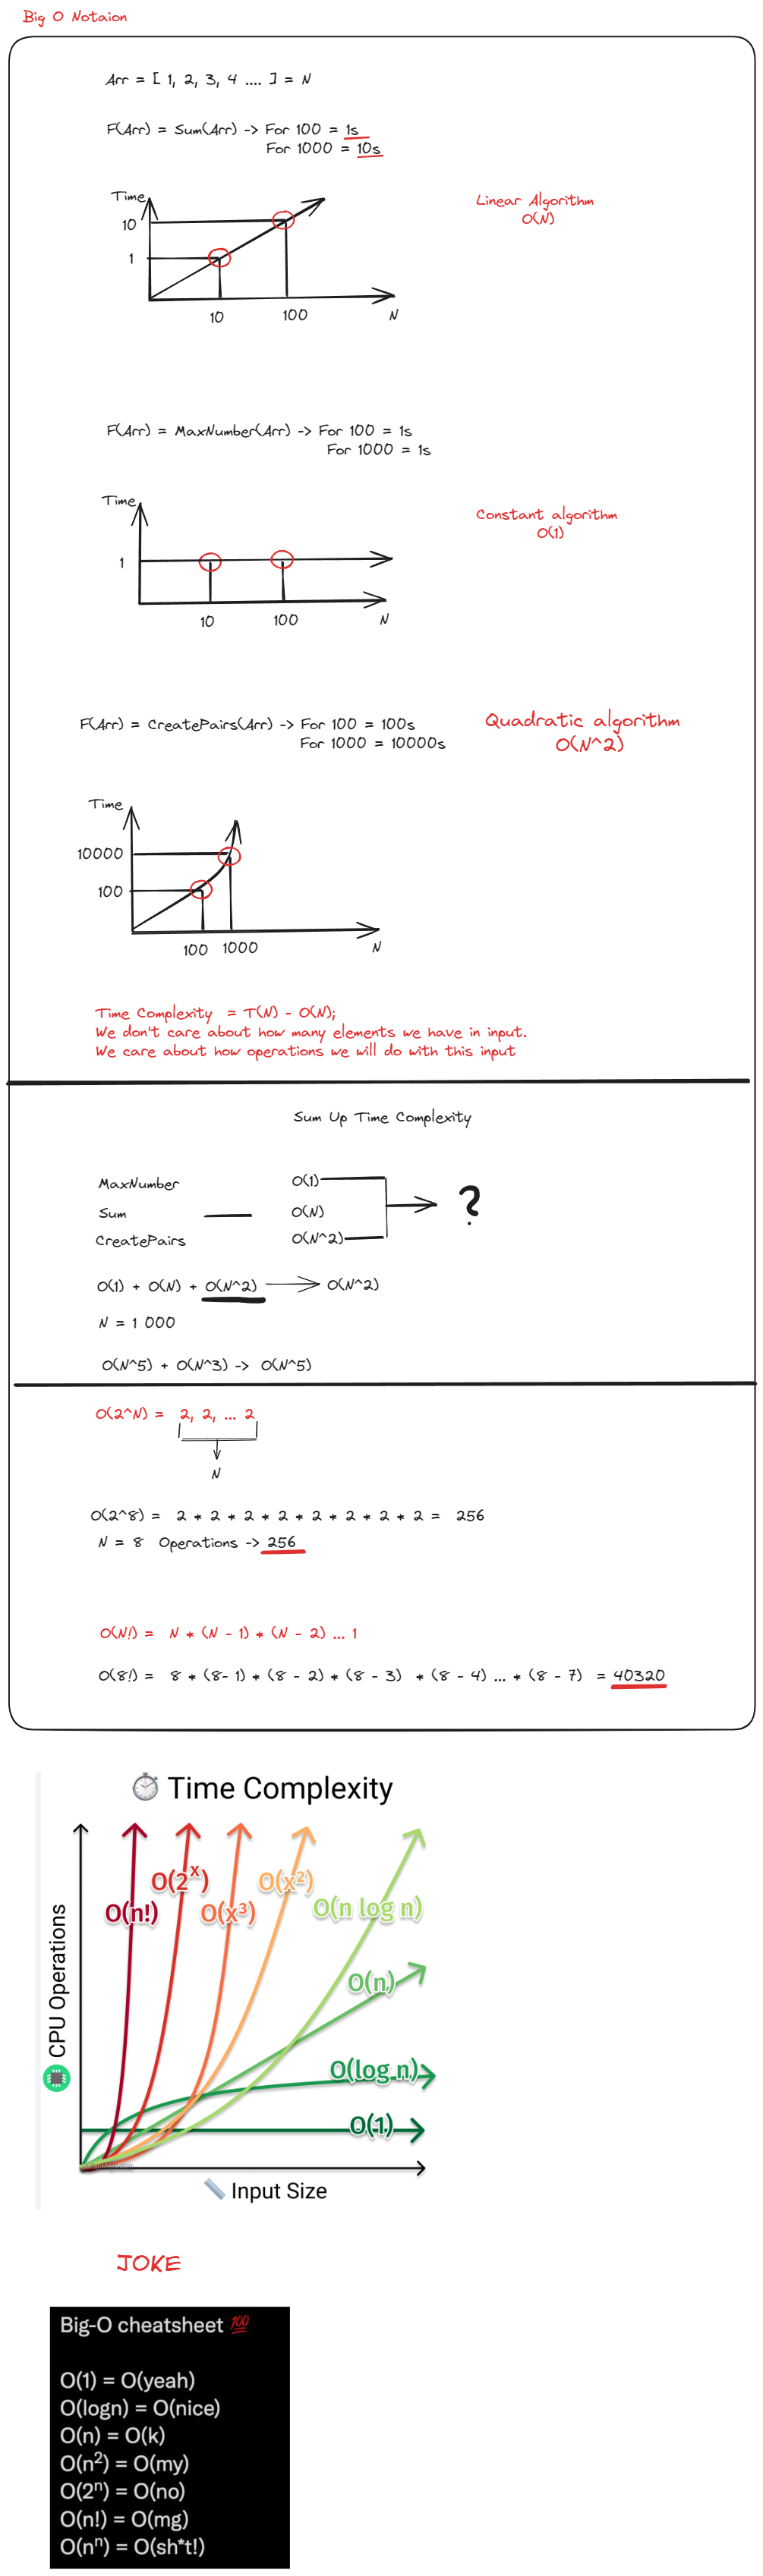 Big O Notaion
Arr = [ 1, 2, 3, 4 .... ] = N
F(Arr) = Sum(Arr) -> For 100 = 1s
For 1000 = 10s
Time
10
1
10
100
N
Linear Algorithm
O(N)
F(Arr) = MaxNumber(Arr) -> For 100 = 1s
For 1000 = 1s
Time
1
10
100
N
Constant algorithm
O(1)
F(Arr) = CreatePairs(Arr) -> For 100 = 100s
For 1000 = 10000s
Quadratic algorithm
O(N^2)
Time
10000
100
100
1000
N
Time Complexity = T(N) - O(N);
We don't care about how many elements we have in input.
We care about how operations we will do with this input
Sum Up Time Complexity
MaxNumber O(1)
Sum O(N)
CreatePairs O(N^2)
?
O(1) + O(N) + O(N^2) O(N^2)
N = 1 000
O(N^5) + O(N^3) -> O(N^5)
O(2^N) = 2, 2, ... 2
N
O(2^8) = 2 * 2 * 2 * 2 * 2 * 2 * 2 * 2 = 256
N = 8 Operations -> 256
O(N!) = N * (N - 1) * (N - 2) ... 1
O(8!) = 8 * (8- 1) * (8 - 2) * (8 - 3) * (8 - 4) ... * (8 - 7) = 40320
⏱ Time Complexity
O(n!)
O(2^x)
O(x³)
O(x²)
O(n log n)
O(n)
O(log n)
O(1)
CPU Operations
📏 Input Size
JOKE
Big-O cheatsheet 💯
O(1) = O(yeah)
O(logn) = O(nice)
O(n) = O(k)
O(n²) = O(my)
O(2ⁿ) = O(no)
O(n!) = O(mg)
O(nⁿ) = O(sh*t!)